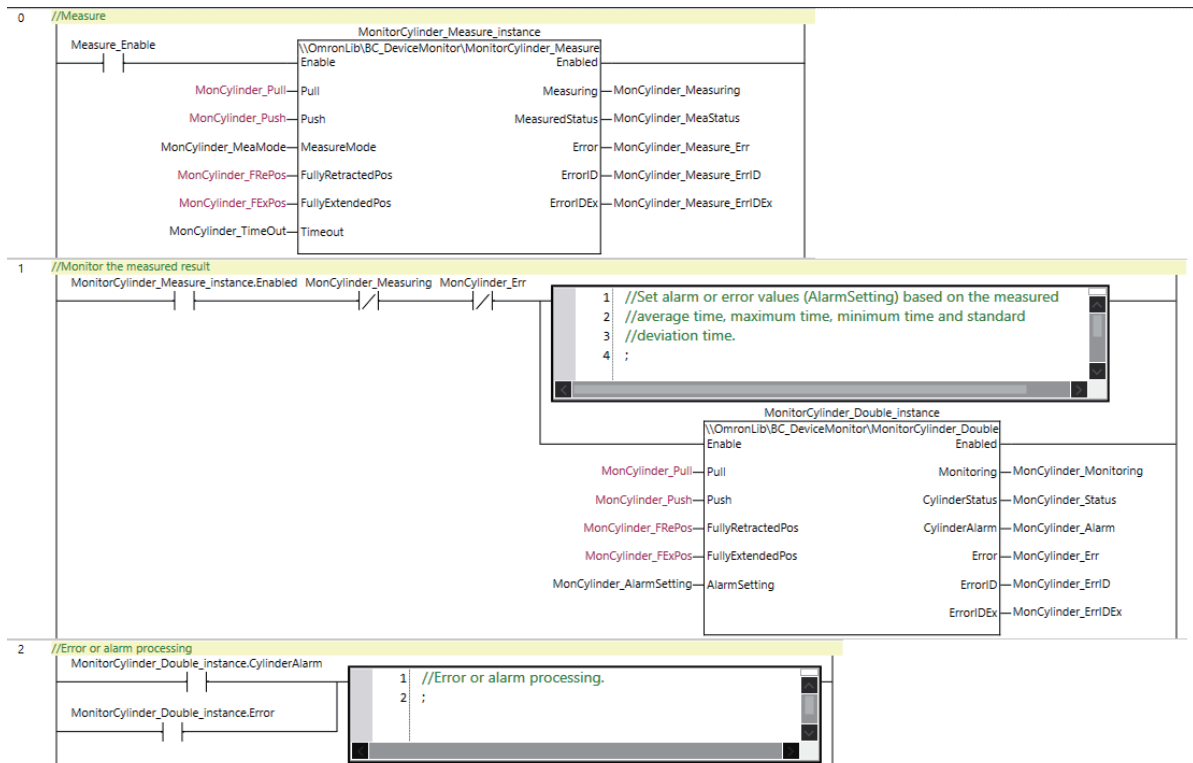 0 //Measure
MonitorCylinder_Measure_instance
Measure_Enable
\\OmronLib\BC_DeviceMonitor\MonitorCylinder_Measure
Enable Enabled
MonCylinder_Pull Pull Measuring MonCylinder_Measuring
MonCylinder_Push Push MeasuredStatus MonCylinder_MeaStatus
MonCylinder_MeaMode MeasureMode Error MonCylinder_Measure_Err
MonCylinder_FRePos FullyRetractedPos ErrorID MonCylinder_Measure_ErrID
MonCylinder_FExPos FullyExtendedPos ErrorIDEx MonCylinder_Measure_ErrIDEx
MonCylinder_TimeOut Timeout
1 //Monitor the measured result
MonitorCylinder_Measure_instance.Enabled MonCylinder_Measuring MonCylinder_Err
1 //Set alarm or error values (AlarmSetting) based on the measured
2 //average time, maximum time, minimum time and standard
3 //deviation time.
4 ;
MonitorCylinder_Double_instance
\\OmronLib\BC_DeviceMonitor\MonitorCylinder_Double
Enable Enabled
MonCylinder_Pull Pull Monitoring MonCylinder_Monitoring
MonCylinder_Push Push CylinderStatus MonCylinder_Status
MonCylinder_FRePos FullyRetractedPos CylinderAlarm MonCylinder_Alarm
MonCylinder_FExPos FullyExtendedPos Error MonCylinder_Err
MonCylinder_AlarmSetting AlarmSetting ErrorID MonCylinder_ErrID
ErrorIDEx MonCylinder_ErrIDEx
2 //Error or alarm processing
MonitorCylinder_Double_instance.CylinderAlarm
1 //Error or alarm processing.
2 ;
MonitorCylinder_Double_instance.Error